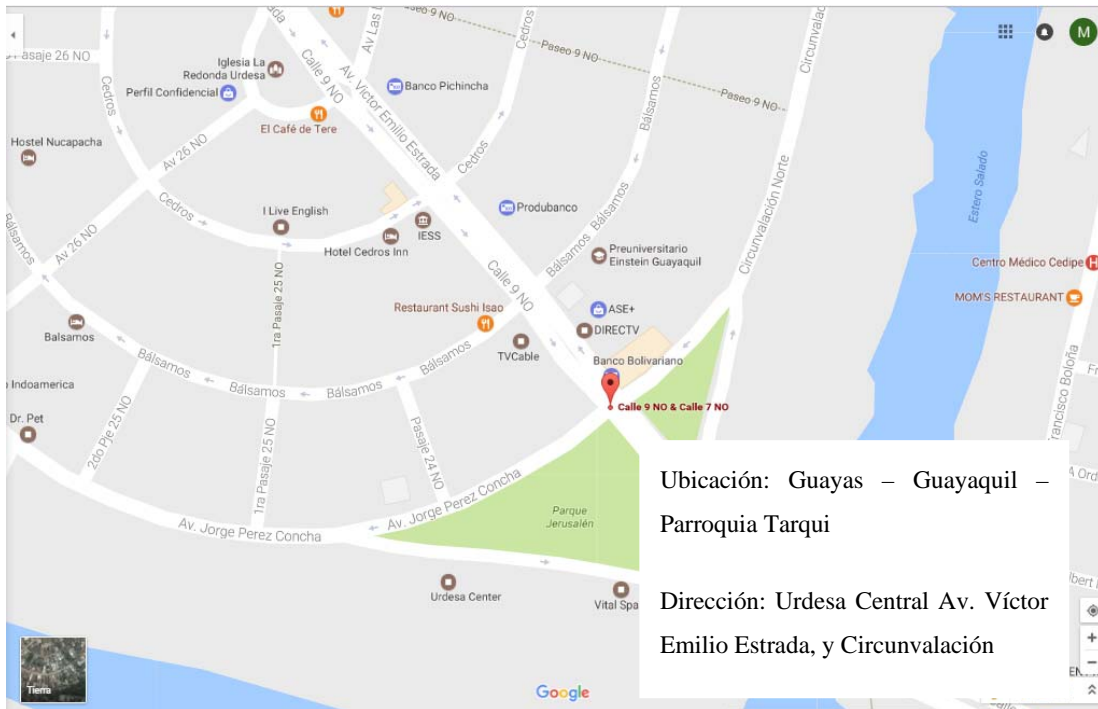 Pasaje 26 NO
Cedros
Iglesia La
Redonda Urdesa
Perfil Confidencial
Calle 9 NO
Av. Victor Emilio Estrada
Paseo 9 NO
Cedros
Paseo 9 NO
Circunvalación Norte
M
Banco Pichincha
El Café de Tere
Paseo 9 NO
Bálsamos
Hostel Nucapacha
Av 26 NO
Cedros
Estero Salado
Cedros
I Live English
Produbanco
IESS
Hotel Cedros Inn
Preuniversitario
Einstein Guayaquil
Bálsamos
Av 26 NO
Calle 9 NO
Bálsamos
Bálsamos
Centro Médico Cedipe
MOM'S RESTAURANT
1ra Pasaje 25 NO
Restaurant Sushi Isao
ASE+
DIRECTV
Balsamos
TVCable
Banco Bolivariano
Bálsamos
Bálsamos
Bálsamos
Bálsamos
Indoamerica
Calle 9 NO & Calle 7 NO
Francisco Boloña
Dr. Pet
2do Pje 25 NO
1ra Pasaje 25 NO
Pasaje 24 NO
Av. Jorge Perez Concha
Av. Jorge Perez Concha
Parque
Jerusalén
Urdesa Center
Vital Spa
Ubicación: Guayas – Guayaquil –
Parroquia Tarqui
Dirección: Urdesa Central Av. Víctor
Emilio Estrada, y Circunvalación
Tierra
Google